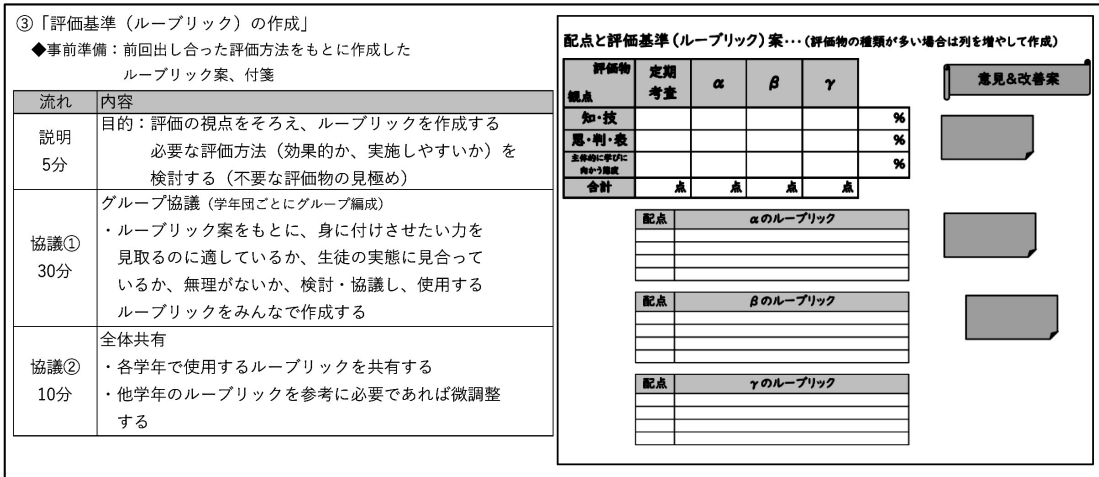 ③「評価基準（ルーブリック）の作成」
◆事前準備：前回出し合った評価方法をもとに作成した
ルーブリック案、付箋
流れ 内容
説明
5分
目的：評価の視点をそろえ、ルーブリックを作成する
必要な評価方法（効果的か、実施しやすいか）を
検討する（不要な評価物の見極め）
協議①
30分
グループ協議（学年団ごとにグループ編成）
・ルーブリック案をもとに、身に付けさせたい力を
見取るのに適しているか、生徒の実態に見合って
いるか、無理がないか、検討・協議し、使用する
ルーブリックをみんなで作成する
協議②
10分
全体共有
・各学年で使用するルーブリックを共有する
・他学年のルーブリックを参考に必要であれば微調整
する
配点と評価基準（ルーブリック）案・・・（評価物の種類が多い場合は列を増やして作成）
評価物
観点
定期
考査
α β γ
知・技 %
思・判・表 %
主体的に学びに
向かう態度
%
合計 点 点 点 点
意見&改善案
配点 αのルーブリック
配点 βのルーブリック
配点 γのルーブリック